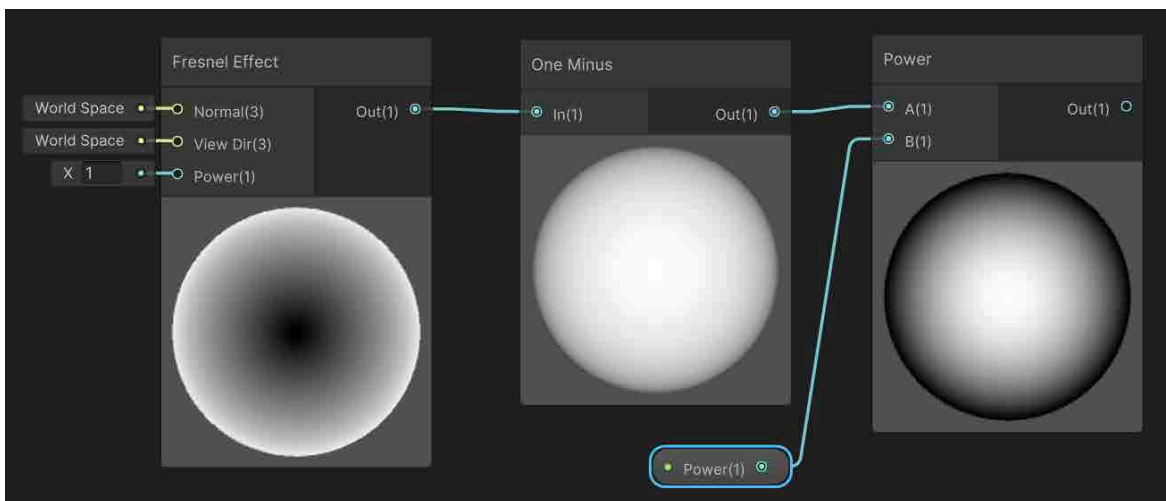 Fresnel Effect
World Space
Normal(3)
Out(1)
World Space
View Dir(3)
X 1
Power(1)
One Minus
In(1)
Out(1)
Power
A(1)
Out(1)
B(1)
Power(1)